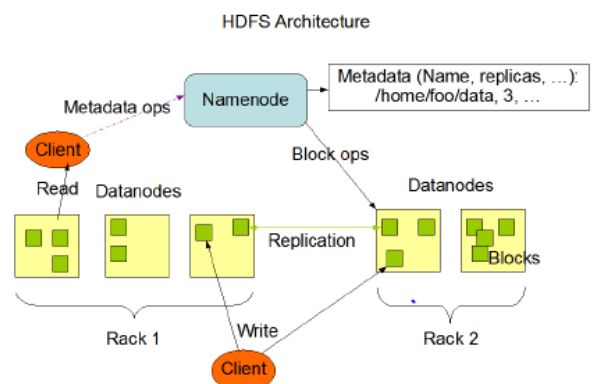 HDFS Architecture
Metadata (Name, replicas, ...):
/home/foo/data, 3, ...
Namenode
Metadata ops
Client
Block ops
Read
Datanodes
Datanodes
Replication
Blocks
Rack 1
Write
Rack 2
Client